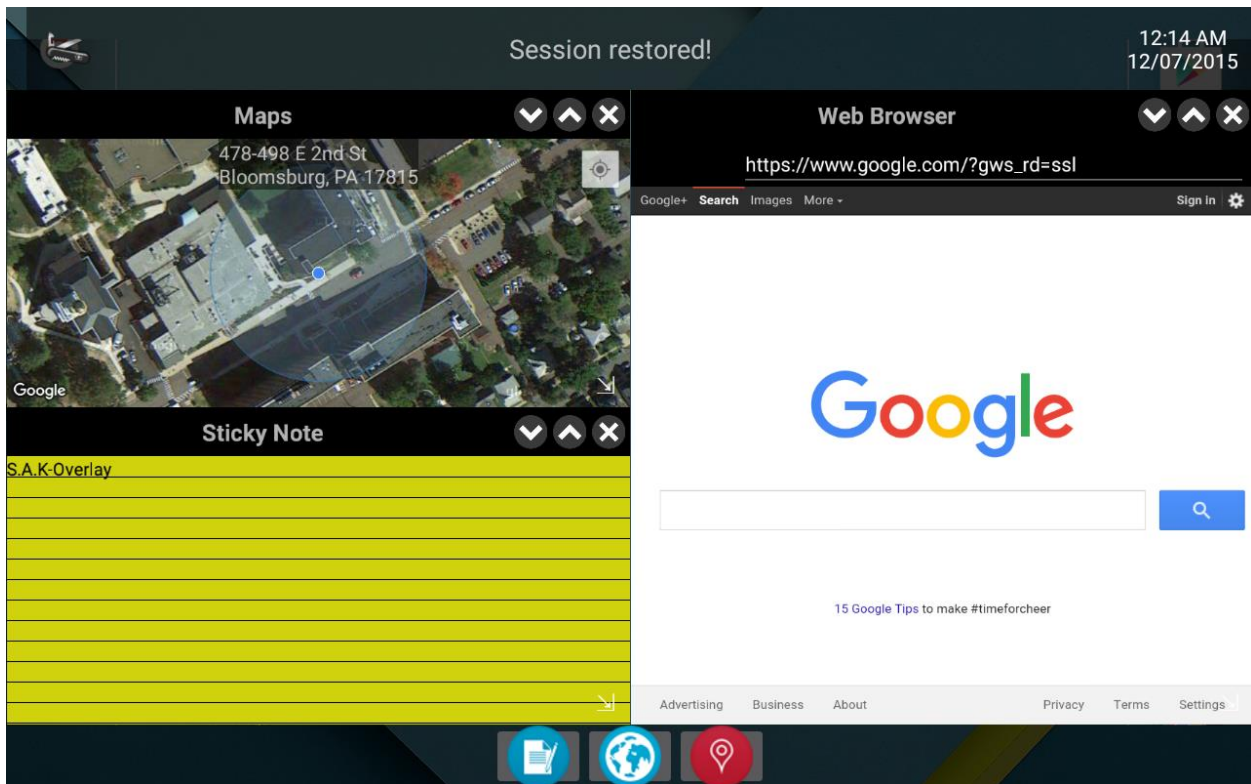 Session restored!
12:14 AM
12/07/2015
Maps
478-498 E 2nd St
Bloomsburg, PA 17815
Google
Sticky Note
S.A.K-Overlay
Web Browser
https://www.google.com/?gws_rd=ssl
Google+ Search Images More Sign in
Google
15 Google Tips to make #timeforcheer
Advertising Business About Privacy Terms Settings